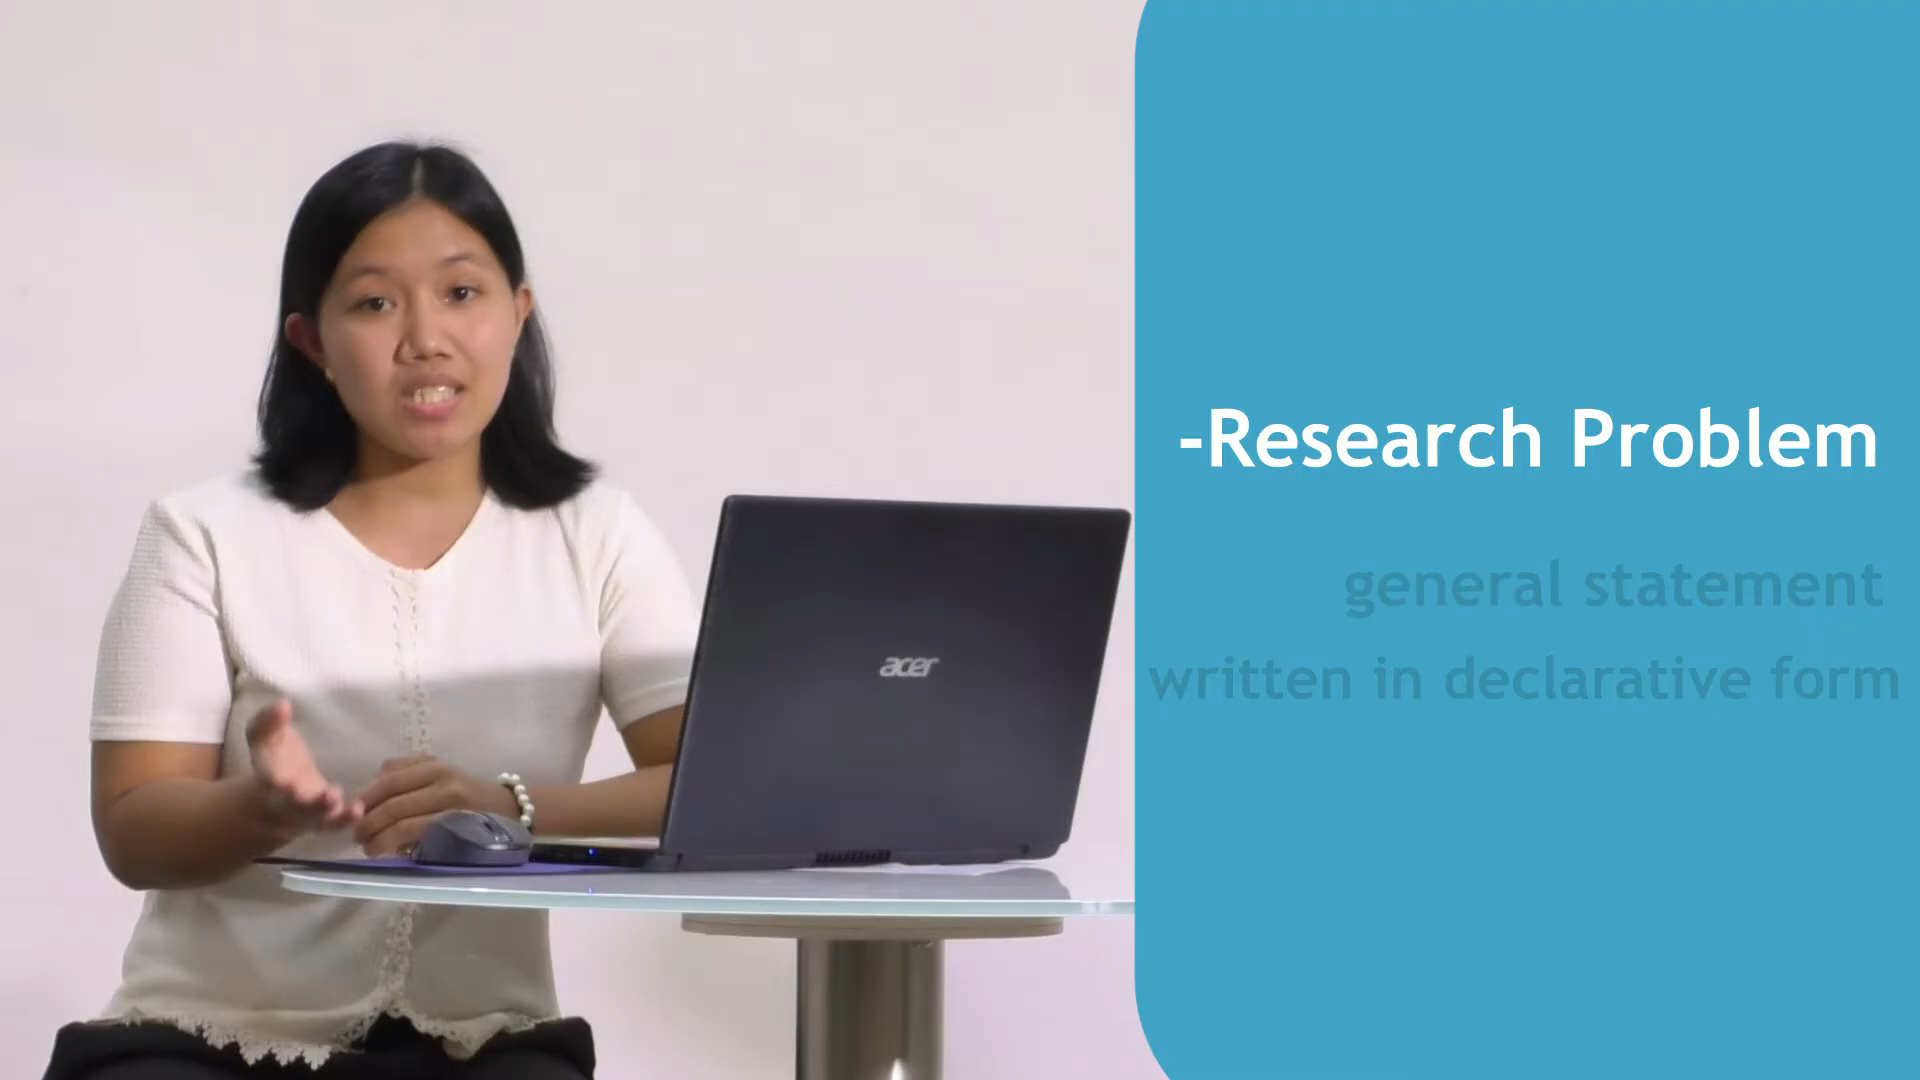 -Research Problem
general statement
written in declarative form
acer